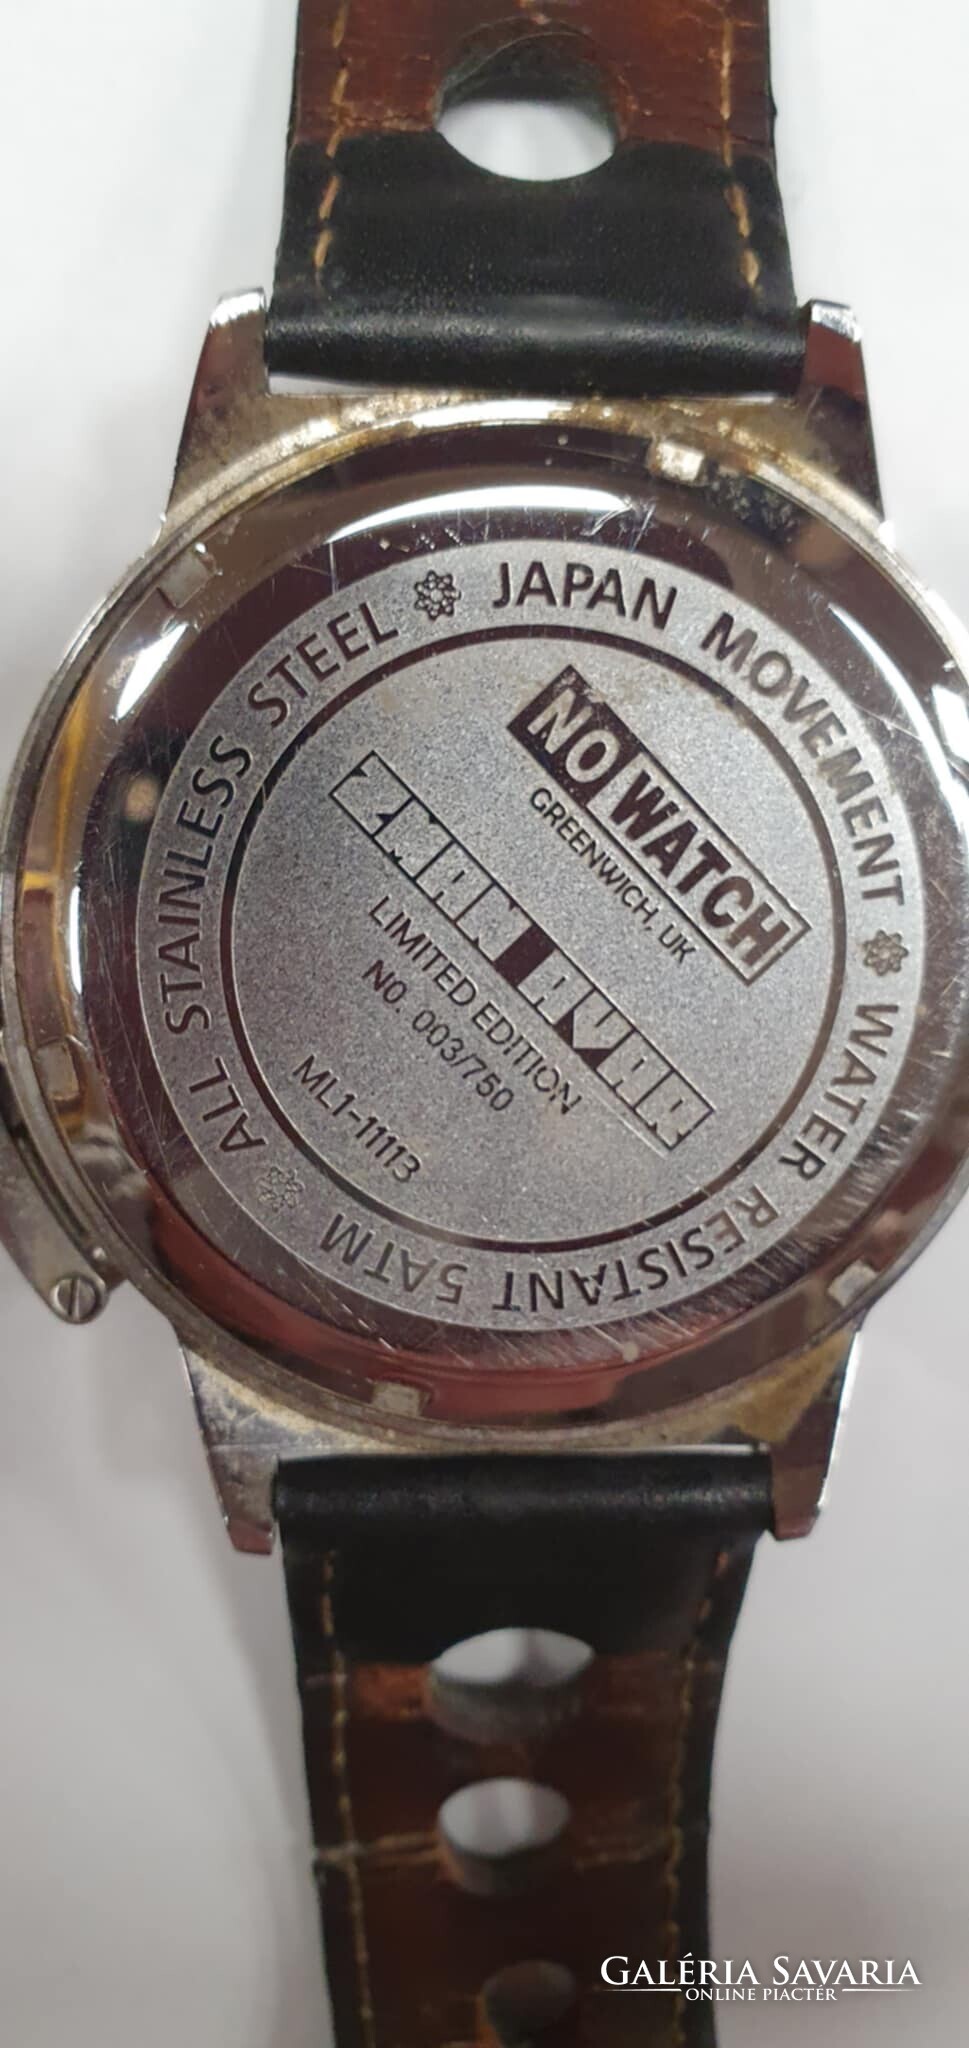 JAPAN MOVEMENT
WATER RESISTANT 5ATM
ALL STAINLESS STEEL
NO WATCH
GREENWICH, UK
LIMITED EDITION
NO. 003/750
ML1-11113
GALÉRIA SAVARIA
ONLINE PIACTÉR